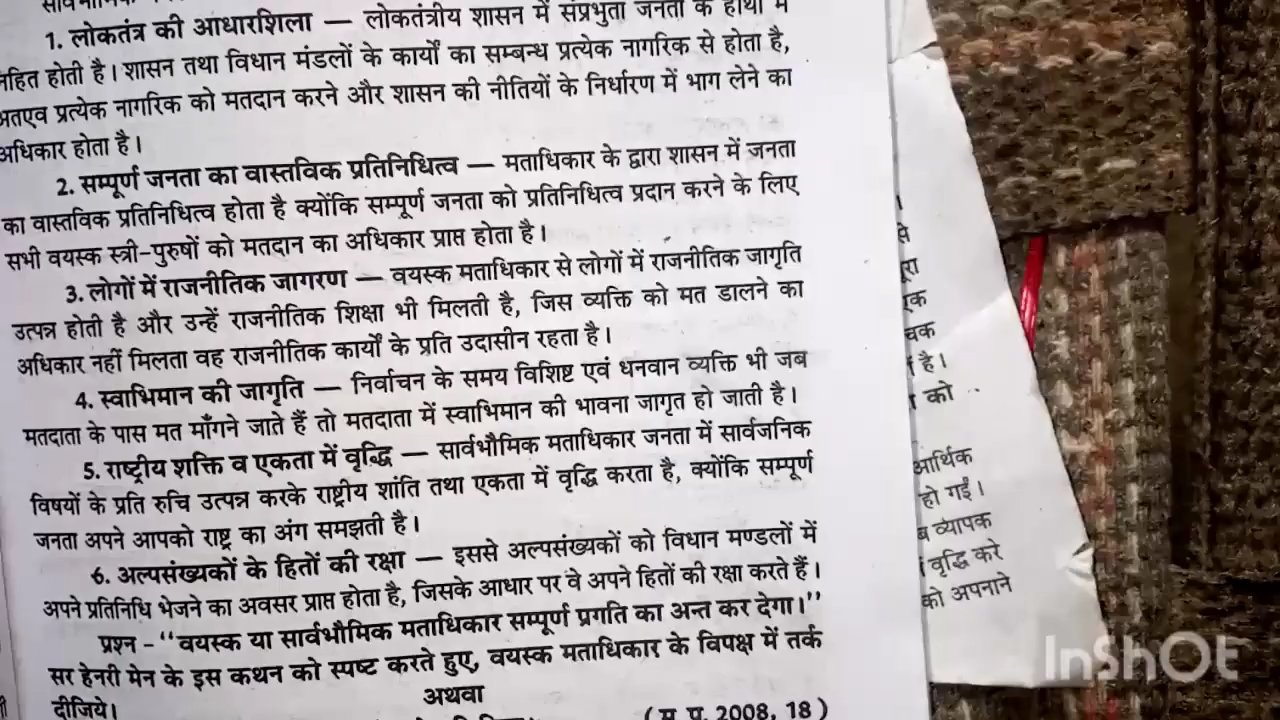 1. लोकतंत्र की आधारशिला — लोकतंत्रीय शासन में संप्रभुता जनता के हाथों में
नहित होती है। शासन तथा विधान मंडलों के कार्यों का सम्बन्ध प्रत्येक नागरिक से होता है,
अतएव प्रत्येक नागरिक को मतदान करने और शासन की नीतियों के निर्धारण में भाग लेने का
अधिकार होता है।
2. सम्पूर्ण जनता का वास्तविक प्रतिनिधित्व — मताधिकार के द्वारा शासन में जनता
का वास्तविक प्रतिनिधित्व होता है क्योंकि सम्पूर्ण जनता को प्रतिनिधित्व प्रदान करने के लिए
सभी वयस्क स्त्री-पुरुषों को मतदान का अधिकार प्राप्त होता है।
3. लोगों में राजनीतिक जागरण — वयस्क मताधिकार से लोगों में राजनीतिक जागृति
उत्पन्न होती है और उन्हें राजनीतिक शिक्षा भी मिलती है, जिस व्यक्ति को मत डालने का
अधिकार नहीं मिलता वह राजनीतिक कार्यों के प्रति उदासीन रहता है।
4. स्वाभिमान की जागृति — निर्वाचन के समय विशिष्ट एवं धनवान व्यक्ति भी जब
मतदाता के पास मत माँगने जाते हैं तो मतदाता में स्वाभिमान की भावना जागृत हो जाती है।
5. राष्ट्रीय शक्ति व एकता में वृद्धि — सार्वभौमिक मताधिकार जनता में सार्वजनिक
विषयों के प्रति रुचि उत्पन्न करके राष्ट्रीय शांति तथा एकता में वृद्धि करता है, क्योंकि सम्पूर्ण
जनता अपने आपको राष्ट्र का अंग समझती है।
6. अल्पसंख्यकों के हितों की रक्षा — इससे अल्पसंख्यकों को विधान मण्डलों में
अपने प्रतिनिधि भेजने का अवसर प्राप्त होता है, जिसके आधार पर वे अपने हितों की रक्षा करते हैं।
प्रश्न - ‘‘वयस्क या सार्वभौमिक मताधिकार सम्पूर्ण प्रगति का अन्त कर देगा।’’
सर हेनरी मेन के इस कथन को स्पष्ट करते हुए, वयस्क मताधिकार के विपक्ष में तर्क
दीजिये।
अथवा
(म.प्र. 2008, 18)
से
एक
है।
को
आर्थिक
हो गई।
व्यापक
वृद्धि करे
को अपनाने
InShOt